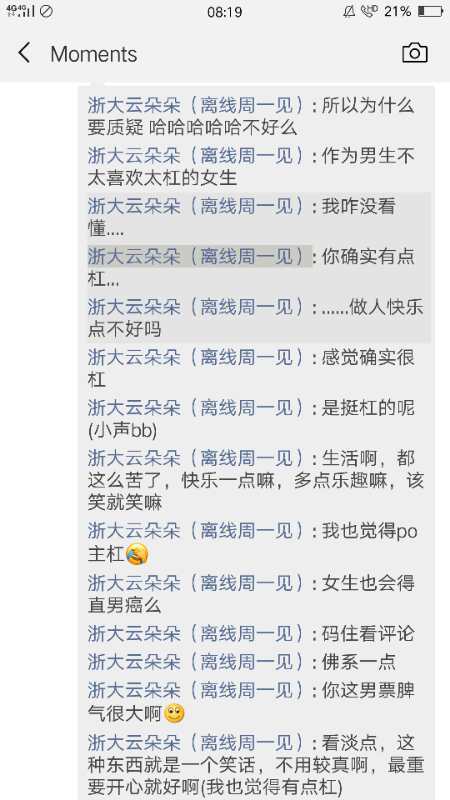 4G 4G 08:19 HD 21%
Moments
浙大云朵朵（离线周一见）: 所以为什么
要质疑 哈哈哈哈哈不好么
浙大云朵朵（离线周一见）: 作为男生不
太喜欢太杠的女生
浙大云朵朵（离线周一见）: 我咋没看
懂....
浙大云朵朵（离线周一见）: 你确实有点
杠...
浙大云朵朵（离线周一见）: ......做人快乐
点不好吗
浙大云朵朵（离线周一见）: 感觉确实很
杠
浙大云朵朵（离线周一见）: 是挺杠的呢
(小声bb)
浙大云朵朵（离线周一见）: 生活啊，都
这么苦了，快乐一点嘛，多点乐趣嘛，该
笑就笑嘛
浙大云朵朵（离线周一见）: 我也觉得po
主杠
浙大云朵朵（离线周一见）: 女生也会得
直男癌么
浙大云朵朵（离线周一见）: 码住看评论
浙大云朵朵（离线周一见）: 佛系一点
浙大云朵朵（离线周一见）: 你这男票脾
气很大啊
浙大云朵朵（离线周一见）: 看淡点，这
种东西就是一个笑话，不用较真啊，最重
要开心就好啊(我也觉得有点杠)